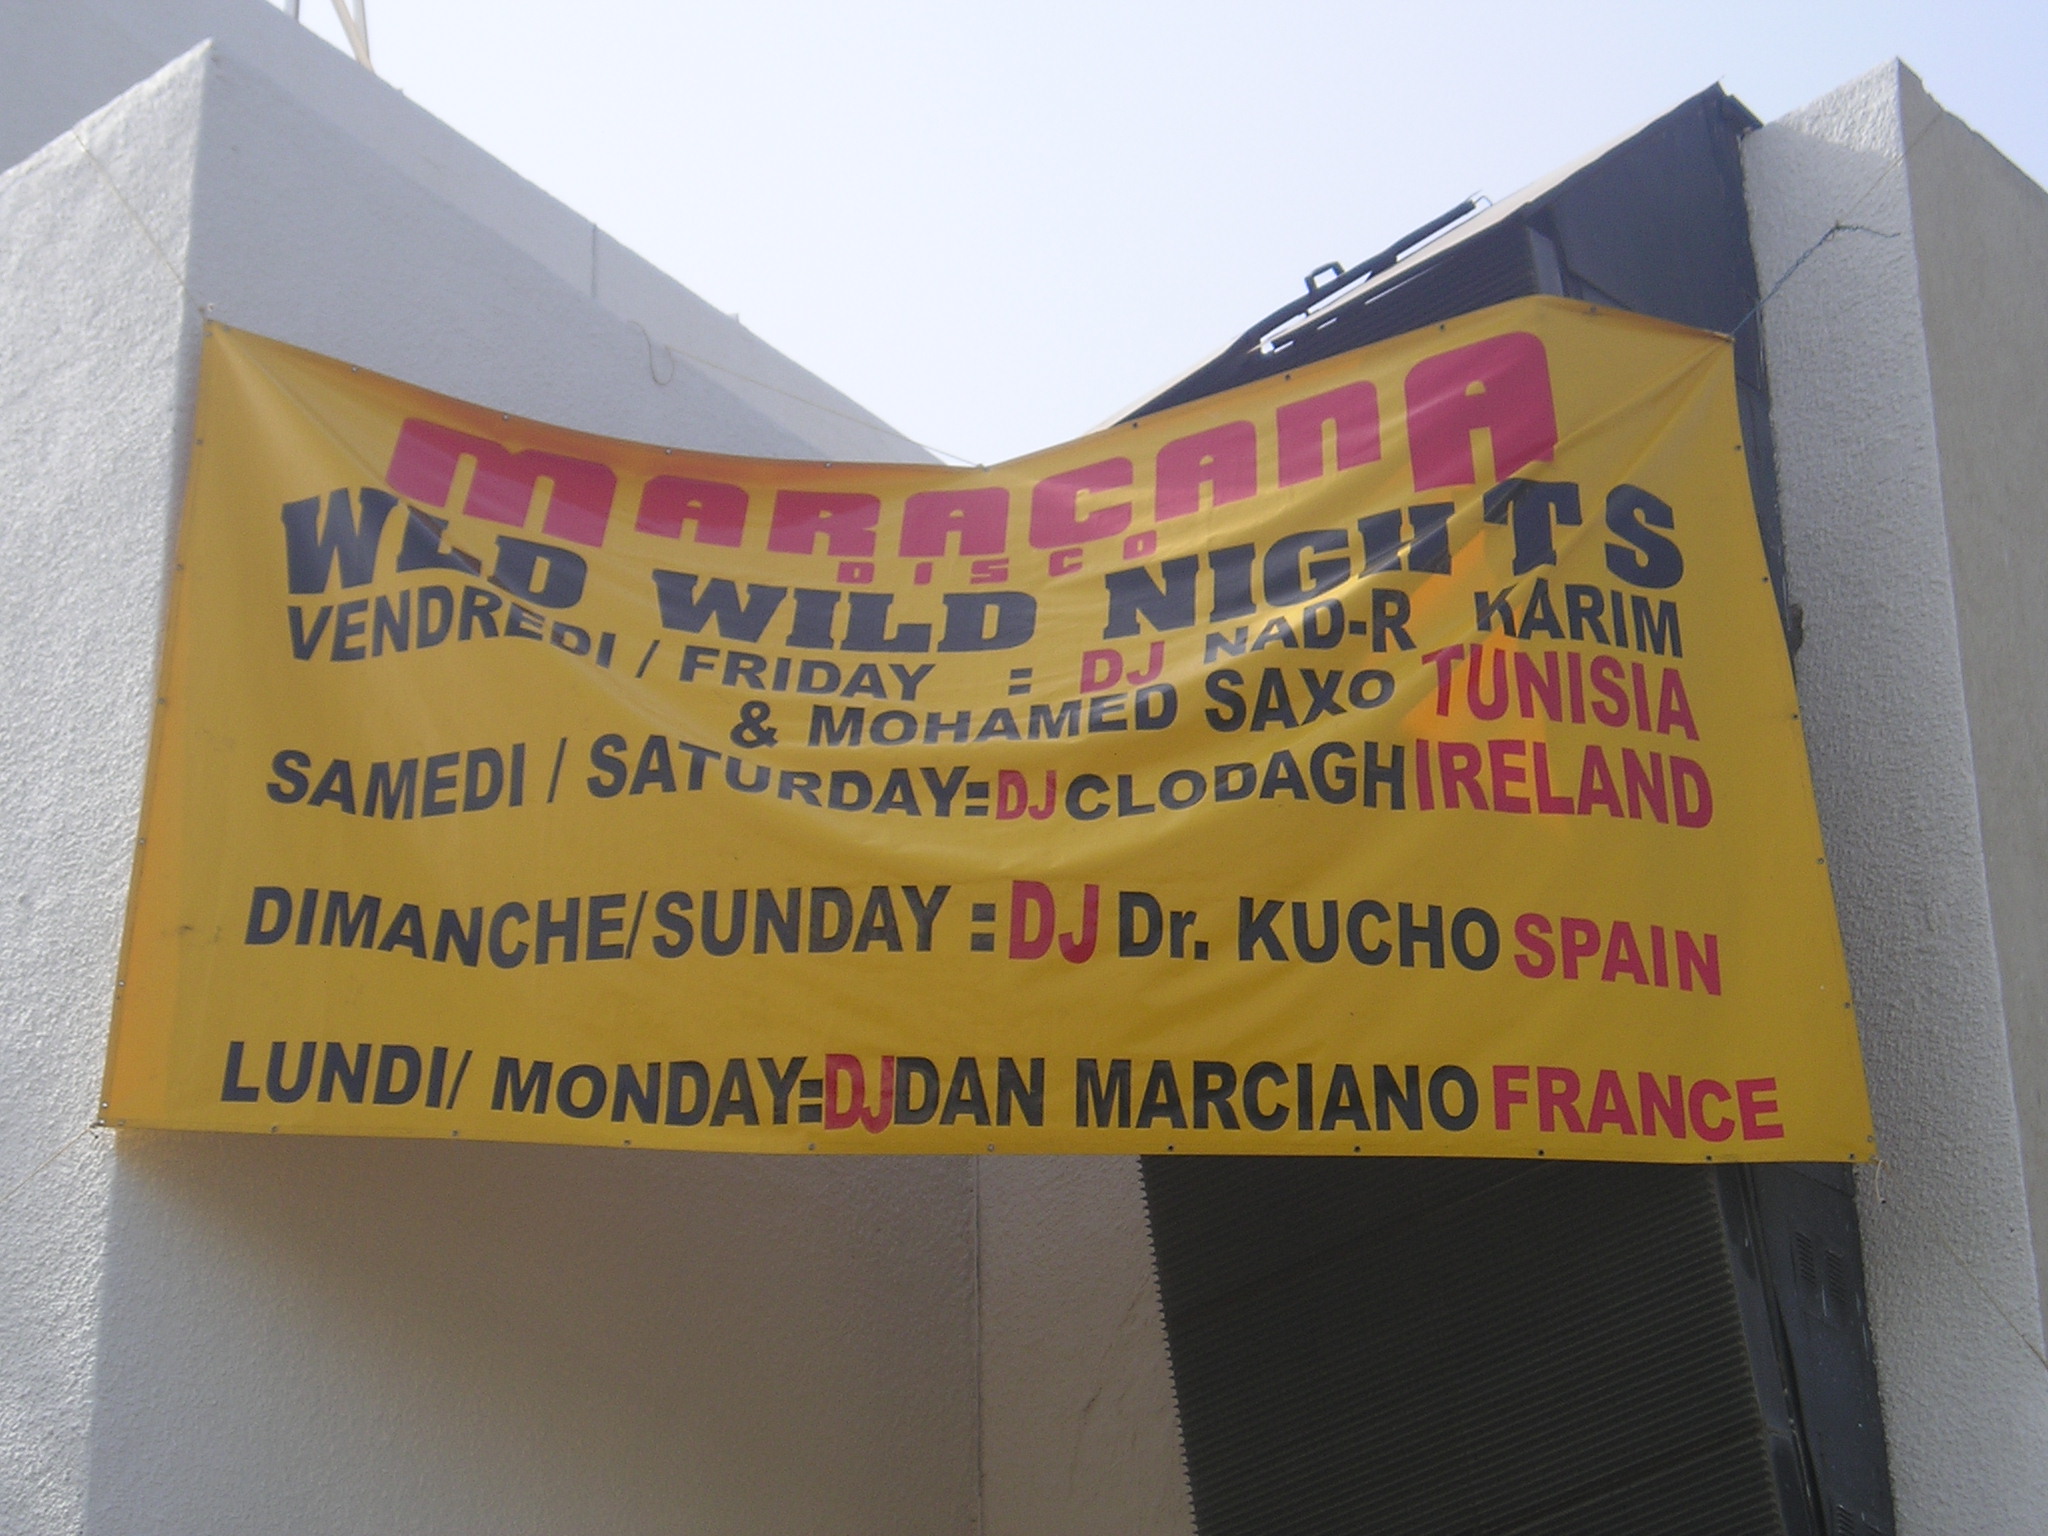 MARACANA
DISCO
WLD WILD NIGHTS
VENDREDI / FRIDAY : DJ NAD-R KARIM
& MOHAMED SAXO TUNISIA
SAMEDI / SATURDAY : DJ CLODAGH IRELAND
DIMANCHE/SUNDAY : DJ Dr. KUCHO SPAIN
LUNDI/ MONDAY : DJ DAN MARCIANO FRANCE